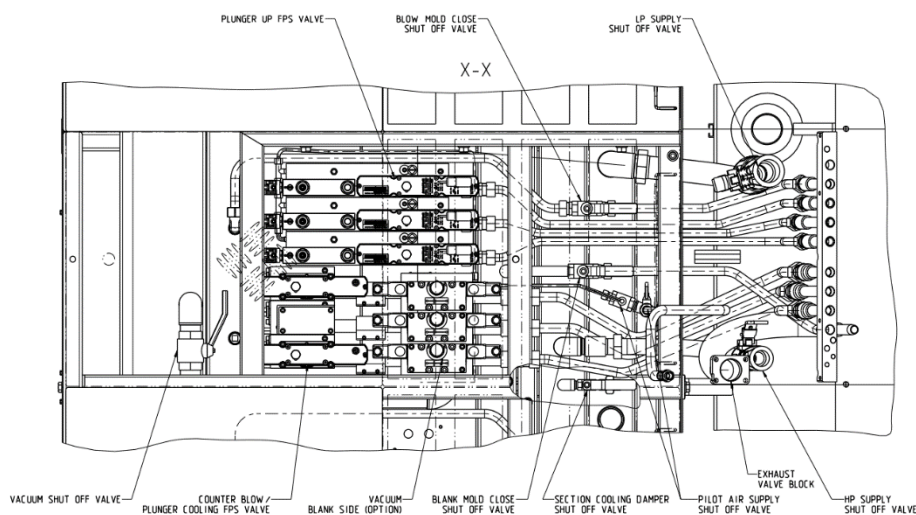 PLUNGER UP FPS VALVE
BLOW MOLD CLOSE
SHUT OFF VALVE
LP SUPPLY
SHUT OFF VALVE
X-X
VACUUM SHUT OFF VALVE
COUNTER BLOW/
PLUNGER COOLING FPS VALVE
VACUUM
BLANK SIDE (OPTION)
BLANK MOLD CLOSE
SHUT OFF VALVE
SECTION COOLING DAMPER
SHUT OFF VALVE
PILOT AIR SUPPLY
SHUT OFF VALVE
EXHAUST
VALVE BLOCK
HP SUPPLY
SHUT OFF VALVE